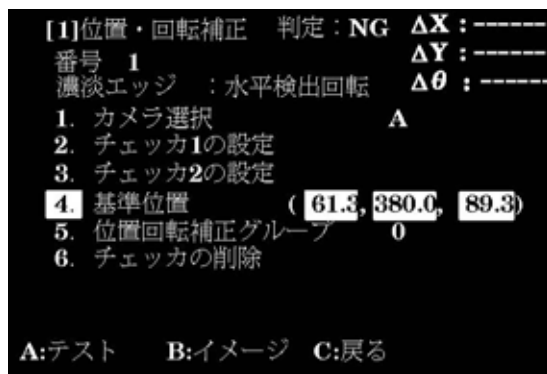 [1]位置・回転補正 判定：NG ΔX：------
番号 1 ΔY：------
濃淡エッジ ：水平検出回転 Δθ：-----
1. カメラ選択 A
2. チェッカ1の設定
3. チェッカ2の設定
4. 基準位置 ( 61.3, 380.0, 89.3)
5. 位置回転補正グループ 0
6. チェッカの削除
A:テスト B:イメージ C:戻る